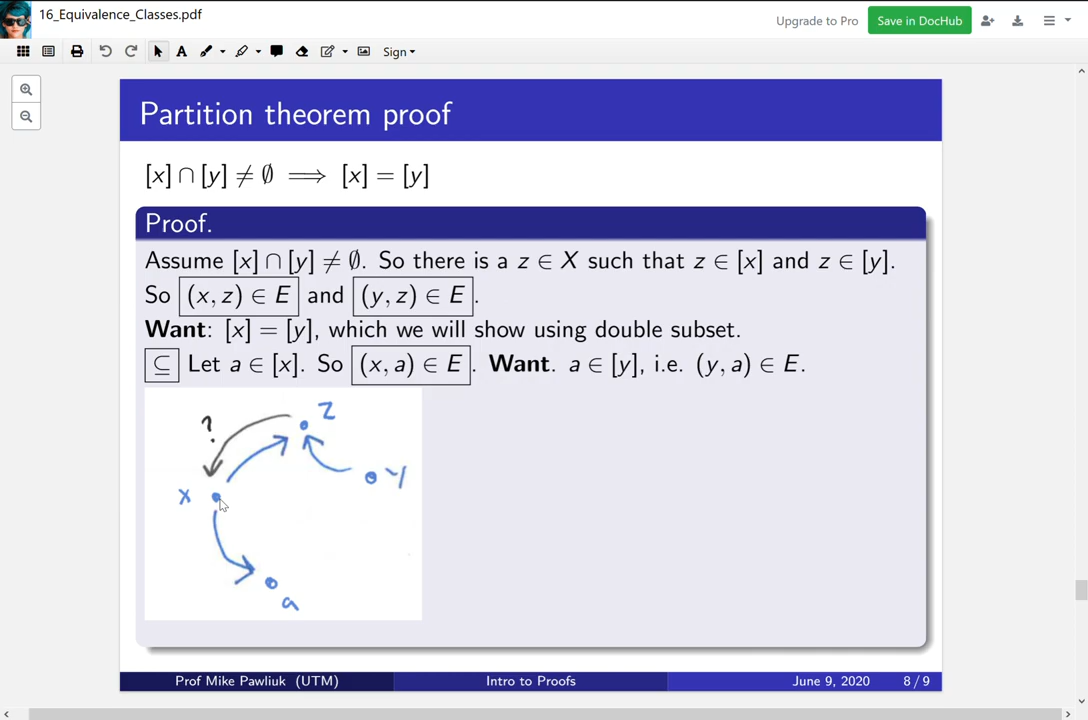 16_Equivalence_Classes.pdf
Upgrade to Pro
Save in DocHub
A
Sign
Partition theorem proof
[x] ∩ [y] ≠ ∅ ⟹ [x] = [y]
Proof.
Assume [x] ∩ [y] ≠ ∅. So there is a z ∈ X such that z ∈ [x] and z ∈ [y].
So (x, z) ∈ E and (y, z) ∈ E.
Want: [x] = [y], which we will show using double subset.
⊆ Let a ∈ [x]. So (x, a) ∈ E. Want. a ∈ [y], i.e. (y, a) ∈ E.
?
z
y
x
a
Prof Mike Pawliuk (UTM)
Intro to Proofs
June 9, 2020
8 / 9